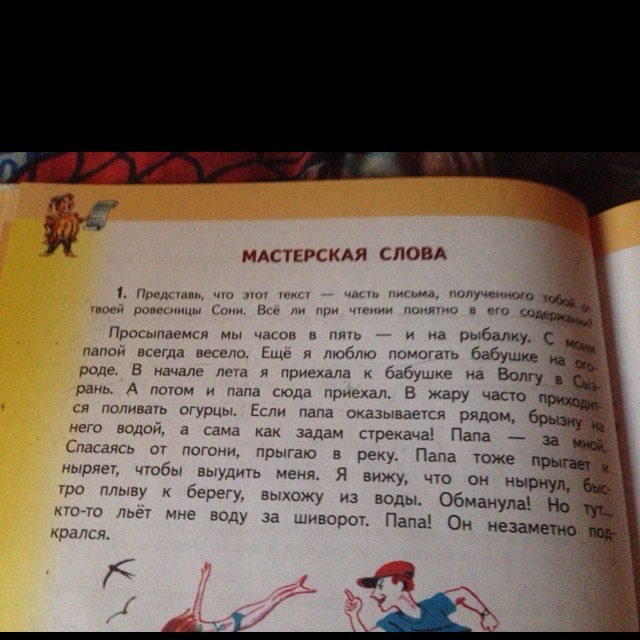 МАСТЕРСКАЯ СЛОВА
1. Представь, что этот текст — часть письма, полученного тобой от
твоей ровесницы Сони. Всё ли при чтении понятно в его содержании?
Просыпаемся мы часов в пять — и на рыбалку. С моим
папой всегда весело. Ещё я люблю помогать бабушке на ого-
роде. В начале лета я приехала к бабушке на Волгу в Сыз-
рань. А потом и папа сюда приехал. В жару часто приходит-
ся поливать огурцы. Если папа оказывается рядом, брызну на
него водой, а сама как задам стрекача! Папа — за мной.
Спасаясь от погони, прыгаю в реку. Папа тоже прыгает и
ныряет, чтобы выудить меня. Я вижу, что он нырнул, быс-
тро плыву к берегу, выхожу из воды. Обманула! Но тут...
кто-то льёт мне воду за шиворот. Папа! Он незаметно под-
крался.